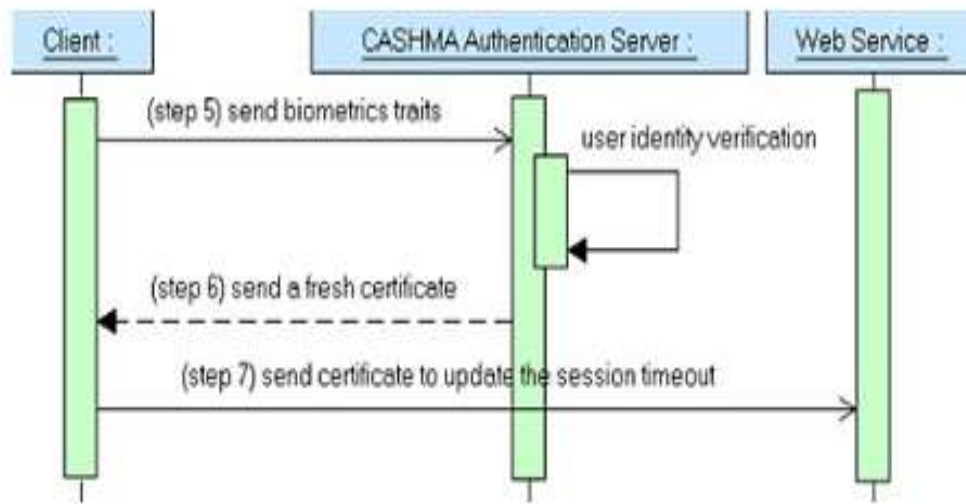 Client :
CASHMA Authentication Server :
Web Service :
(step 5) send biometrics traits
user identity verification
(step 6) send a fresh certificate
(step 7) send certificate to update the session timeout